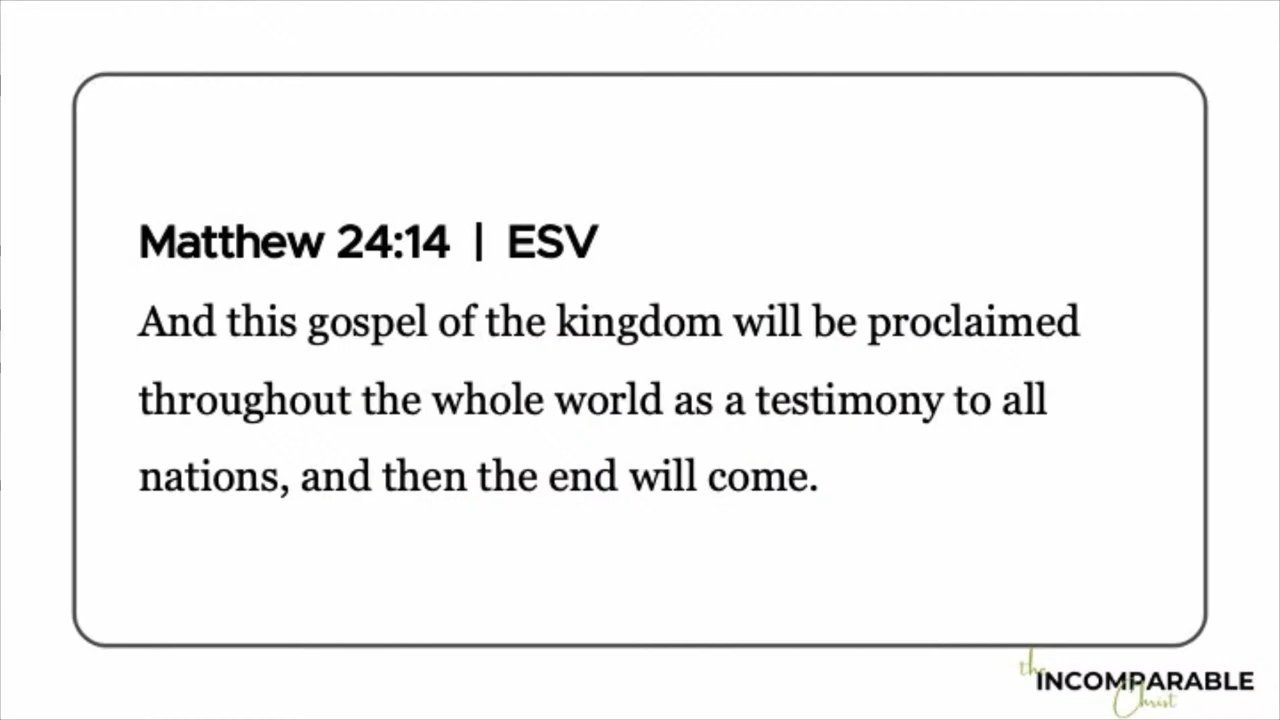 Matthew 24:14 | ESV
And this gospel of the kingdom will be proclaimed
throughout the whole world as a testimony to all
nations, and then the end will come.
the
INCOMPARABLE
Christ